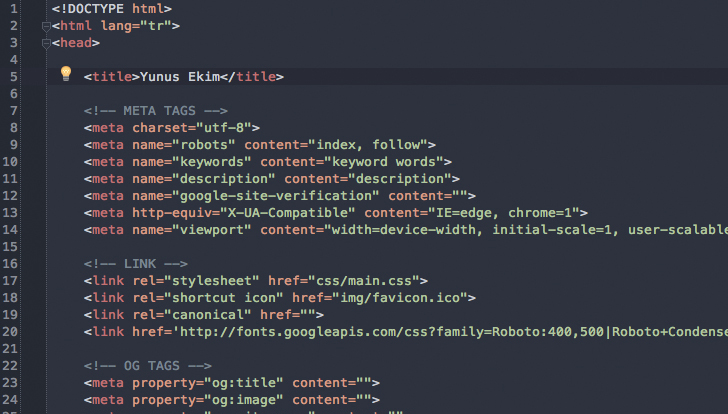 1 <!DOCTYPE html>
2 <html lang="tr">
3 <head>
4
5 <title>Yunus Ekim</title>
6
7 <!-- META TAGS -->
8 <meta charset="utf-8">
9 <meta name="robots" content="index, follow">
10 <meta name="keywords" content="keyword words">
11 <meta name="description" content="description">
12 <meta name="google-site-verification" content="">
13 <meta http-equiv="X-UA-Compatible" content="IE=edge, chrome=1">
14 <meta name="viewport" content="width=device-width, initial-scale=1, user-scalable
15
16 <!-- LINK -->
17 <link rel="stylesheet" href="css/main.css">
18 <link rel="shortcut icon" href="img/favicon.ico">
19 <link rel="canonical" href="">
20 <link href='http://fonts.googleapis.com/css?family=Roboto:400,500|Roboto+Condense
21
22 <!-- OG TAGS -->
23 <meta property="og:title" content="">
24 <meta property="og:image" content="">